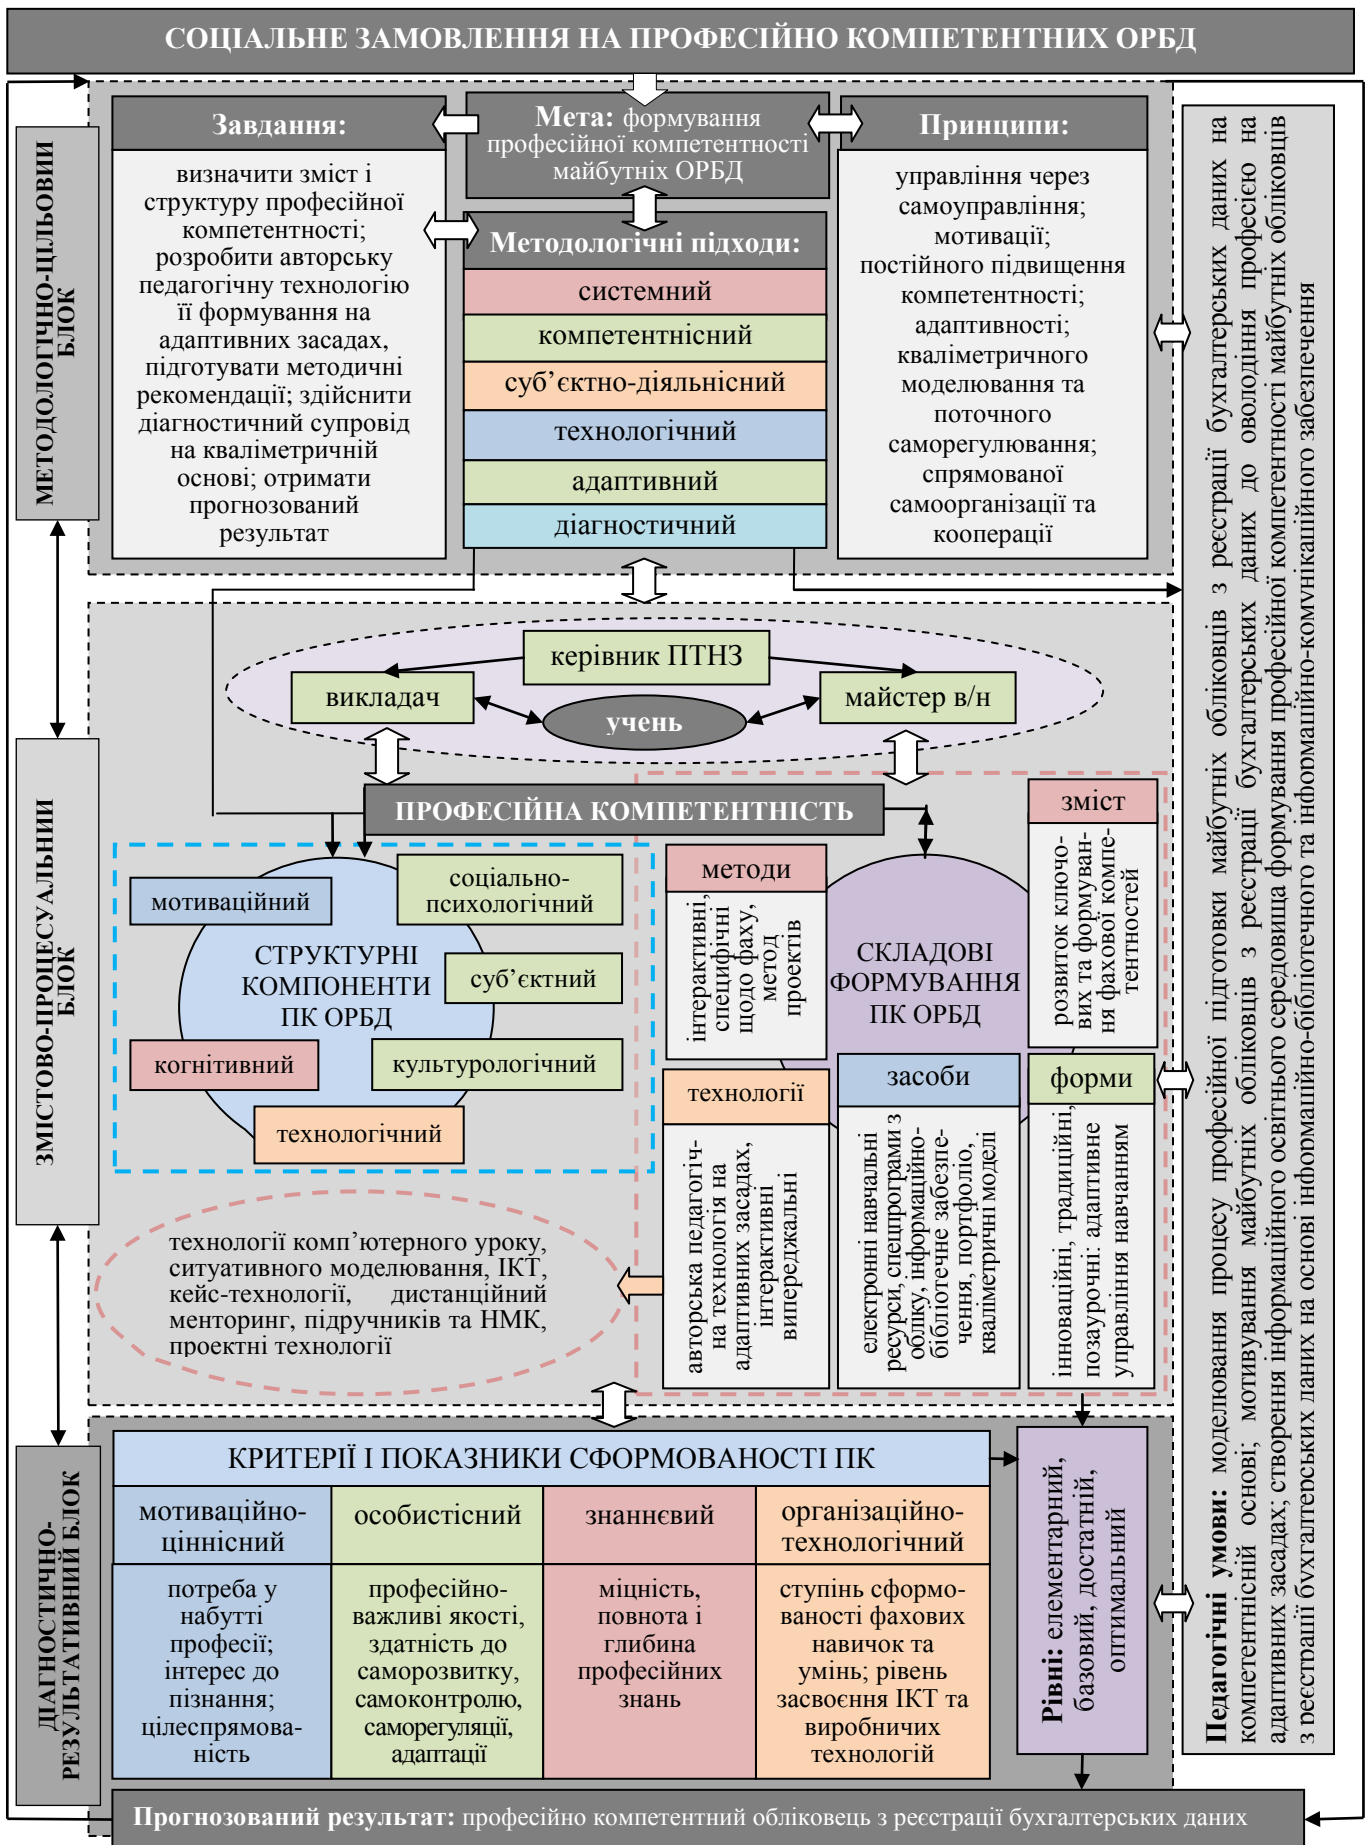 СОЦІАЛЬНЕ ЗАМОВЛЕННЯ НА ПРОФЕСІЙНО КОМПЕТЕНТНИХ ОРБД
МЕТОДОЛОГІЧНО-ЦІЛЬОВИЙ
БЛОК
Завдання:
визначити зміст і
структуру професійної
компетентності;
розробити авторську
педагогічну технологію
її формування на
адаптивних засадах,
підготувати методичні
рекомендації; здійснити
діагностичний супровід
на кваліметричній
основі; отримати
прогнозований
результат
Мета: формування
професійної компетентності
майбутніх ОРБД
Методологічні підходи:
системний
компетентнісний
суб’єктно-діяльнісний
технологічний
адаптивний
діагностичний
Принципи:
управління через
самоуправління;
мотивації;
постійного підвищення
компетентності;
адаптивності;
кваліметричного
моделювання та
поточного
саморегулювання;
спрямованої
самоорганізації та
кооперації
Педагогічні умови: моделювання процесу професійної підготовки майбутніх обліковців з реєстрації бухгалтерських даних на
компетентнісній основі; мотивування майбутніх обліковців з реєстрації бухгалтерських даних до оволодіння професією на
адаптивних засадах; створення інформаційного освітнього середовища формування професійної компетентності майбутніх обліковців
з реєстрації бухгалтерських даних на основі інформаційно-бібліотечного та інформаційно-комунікаційного забезпечення
ЗМІСТОВО-ПРОЦЕСУАЛЬНИЙ
БЛОК
керівник ПТНЗ
викладач
майстер в/н
учень
ПРОФЕСІЙНА КОМПЕТЕНТНІСТЬ
мотиваційний
соціально-
психологічний
СТРУКТУРНІ
КОМПОНЕНТИ
ПК ОРБД
суб’єктний
когнітивний
культурологічний
технологічний
методи
інтерактивні,
специфічні
щодо фаху,
метод
проектів
СКЛАДОВІ
ФОРМУВАННЯ
ПК ОРБД
зміст
розвиток ключо-
вих та формуван-
ня фахової компе-
тентностей
технології
авторська педагогіч-
на технологія на
адаптивних засадах,
інтерактивні
випереджальні
засоби
електронні навчальні
ресурси, спецпрограми з
обліку, інформаційно-
бібліотечне забезпе-
чення, портфоліо,
кваліметричні моделі
форми
інноваційні, традиційні,
позаурочні: адаптивне
управління навчанням
технології комп’ютерного уроку,
ситуативного моделювання, ІКТ,
кейс-технології, дистанційний
менторинг, підручників та НМК,
проектні технології
ДІАГНОСТИЧНО-
РЕЗУЛЬТАТИВНИЙ БЛОК
КРИТЕРІЇ І ПОКАЗНИКИ СФОРМОВАНОСТІ ПК
мотиваційно-
ціннісний
особистісний
знаннєвий
організаційно-
технологічний
потреба у
набутті
професії;
інтерес до
пізнання;
цілеспрямова-
ність
професійно-
важливі якості,
здатність до
саморозвитку,
самоконтролю,
саморегуляції,
адаптації
міцність,
повнота і
глибина
професійних
знань
ступінь сформо-
ваності фахових
навичок та
умінь; рівень
засвоєння ІКТ та
виробничих
технологій
Рівні: елементарний,
базовий, достатній,
оптимальний
Прогнозований результат: професійно компетентний обліковець з реєстрації бухгалтерських даних